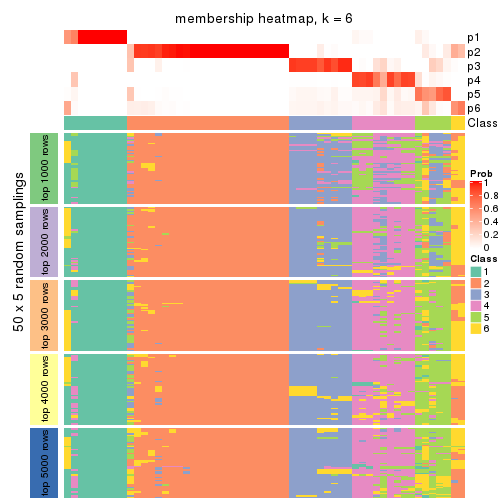 membership heatmap, k = 6
p1
p2
p3
p4
p5
p6
Class
50 x 5 random samplings
top 1000 rows
top 2000 rows
top 3000 rows
top 4000 rows
top 5000 rows
Prob
1
0.8
0.6
0.4
0.2
0
Class
1
2
3
4
5
6